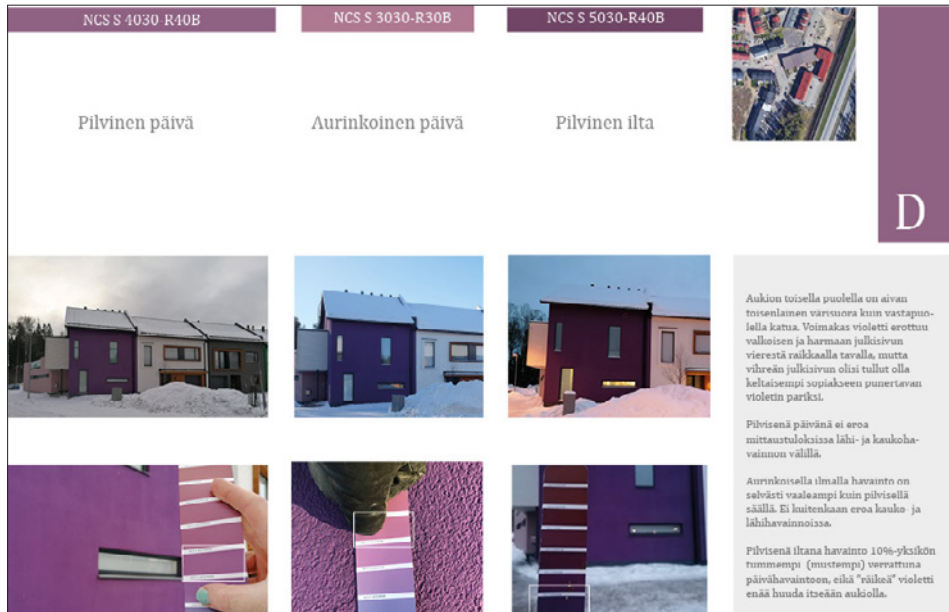 NCS S 4030-R40B
NCS S 3030-R30B
NCS S 5030-R40B
Pilvinen päivä
Aurinkoinen päivä
Pilvinen ilta
D
Aukion toisella puolella on aivan
toisenlainen värisuora kuin vastapuo-
lella katua. Voimakas violetti erottuu
valkoisen ja harmaan julkisivun
vierestä raikkaalla tavalla, mutta
vihreän julkisivun olisi tullut olla
keltaisempi sopiakseen punertavan
violetin pariksi.
Pilvisenä päivänä ei eroa
mittaustuloksissa lähi- ja kaukoha-
vainnon välillä.
Aurinkoisella ilmalla havainto on
selvästi vaaleampi kuin pilvisellä
säällä. Ei kuitenkaan eroa kauko- ja
lähihavainnoissa.
Pilvisenä iltana havainto 10%-yksikön
tummempi (mustempi) verrattuna
päivähavaintoon, eikä "räikeä" violetti
enää huuda itseään aukiolla.